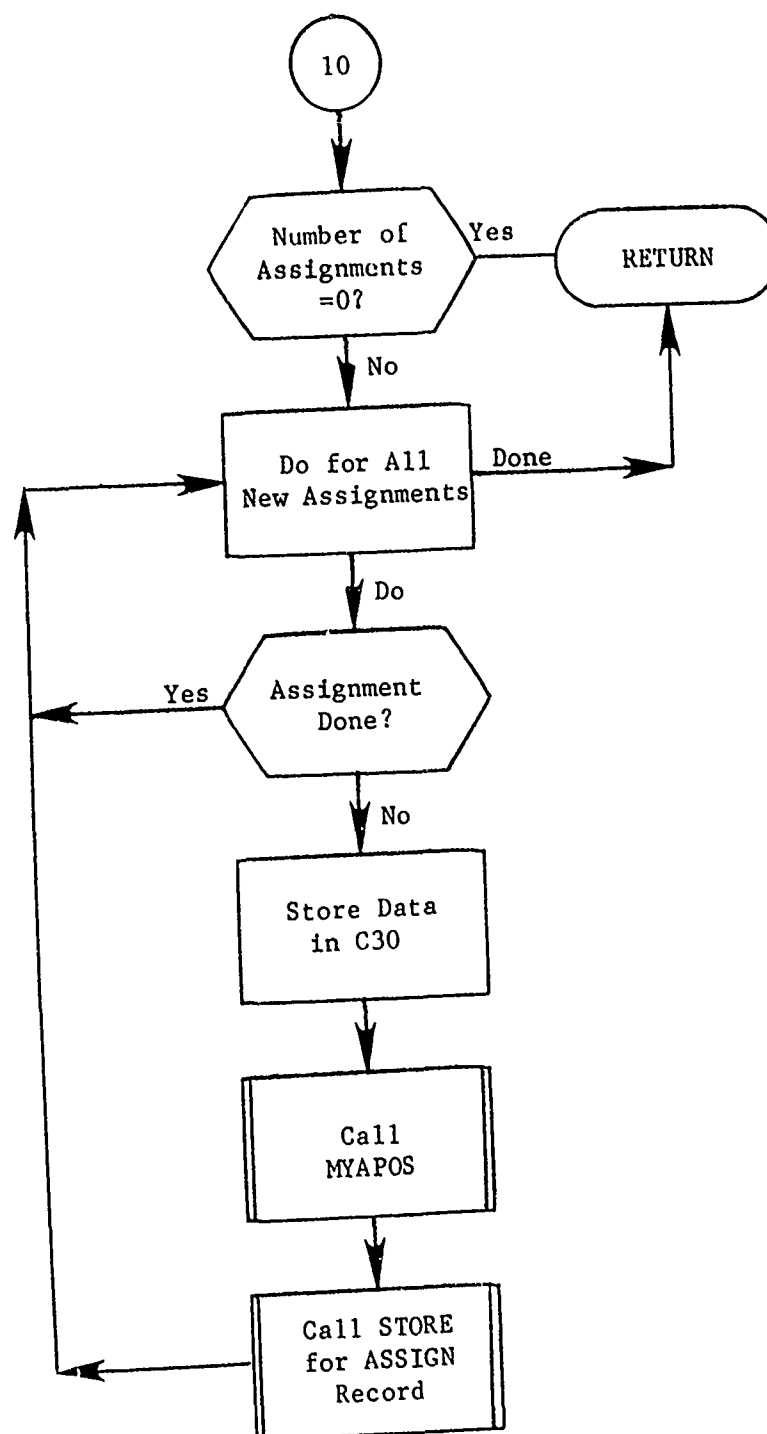 10
Number of
Assignments
=0?
Yes
RETURN
No
Do for All
New Assignments
Done
Do
Assignment
Done?
Yes
No
Store Data
in C30
Call
MYAPOS
Call STORE
for ASSIGN
Record